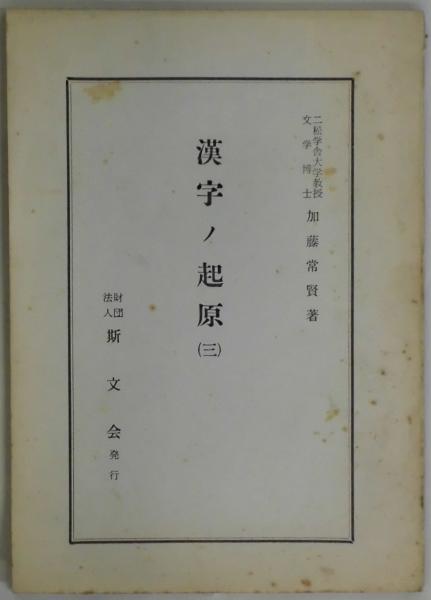 二松学舎大学教授
文学博士
加藤常賢著
漢字ノ起原(三)
財団
法人
斯文会発行